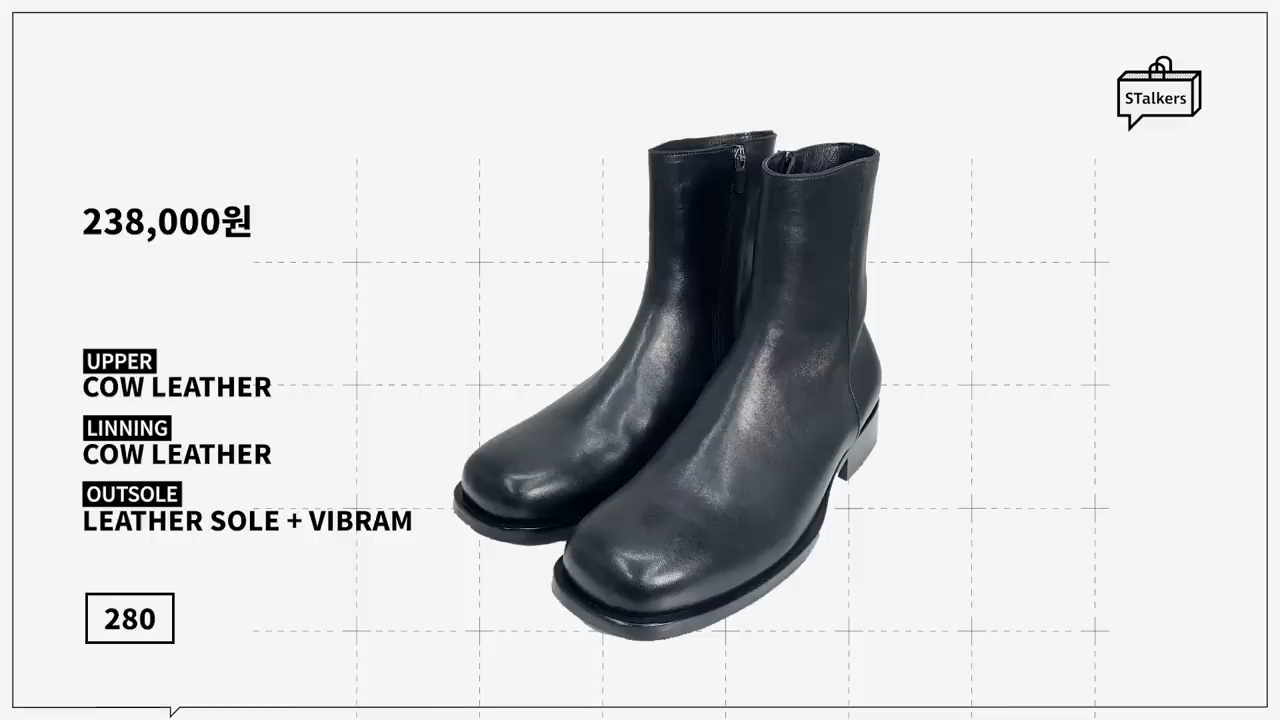 STalkers
238,000원
UPPER
COW LEATHER
LINNING
COW LEATHER
OUTSOLE
LEATHER SOLE + VIBRAM
280